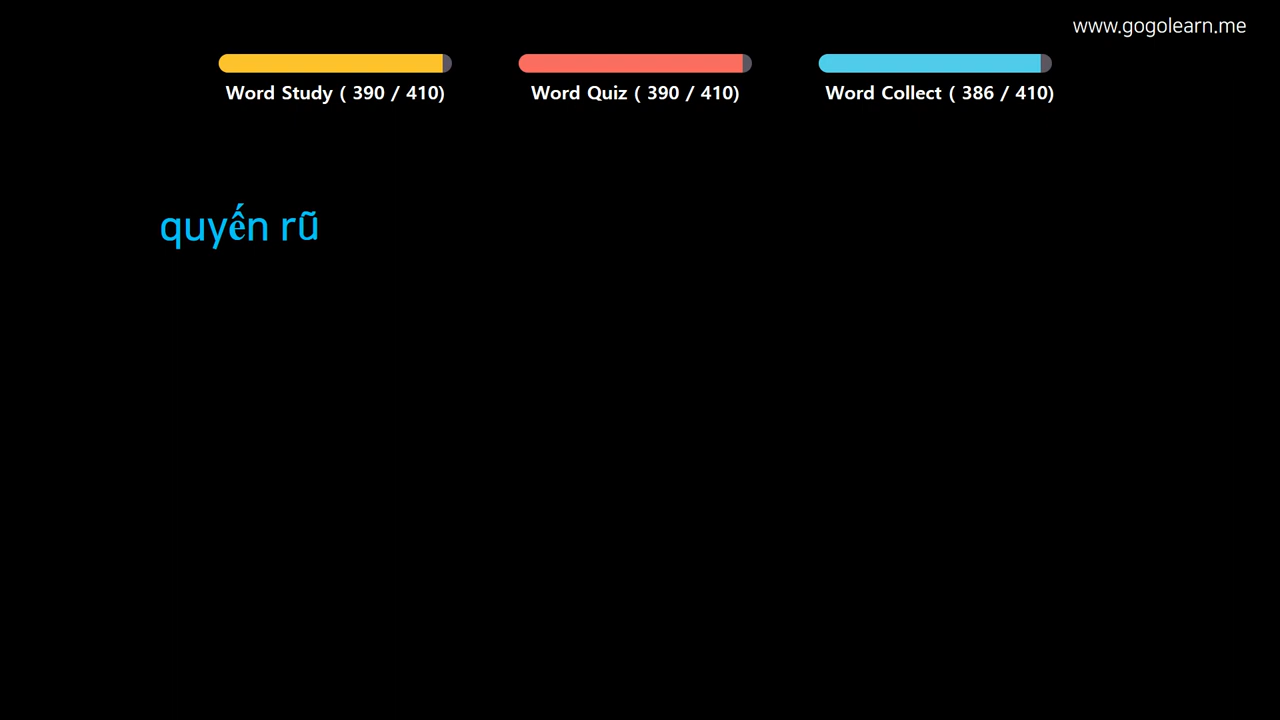 www.gogolearn.me
Word Study ( 390 / 410)
Word Quiz ( 390 / 410)
Word Collect ( 386 / 410)
quyến rũ